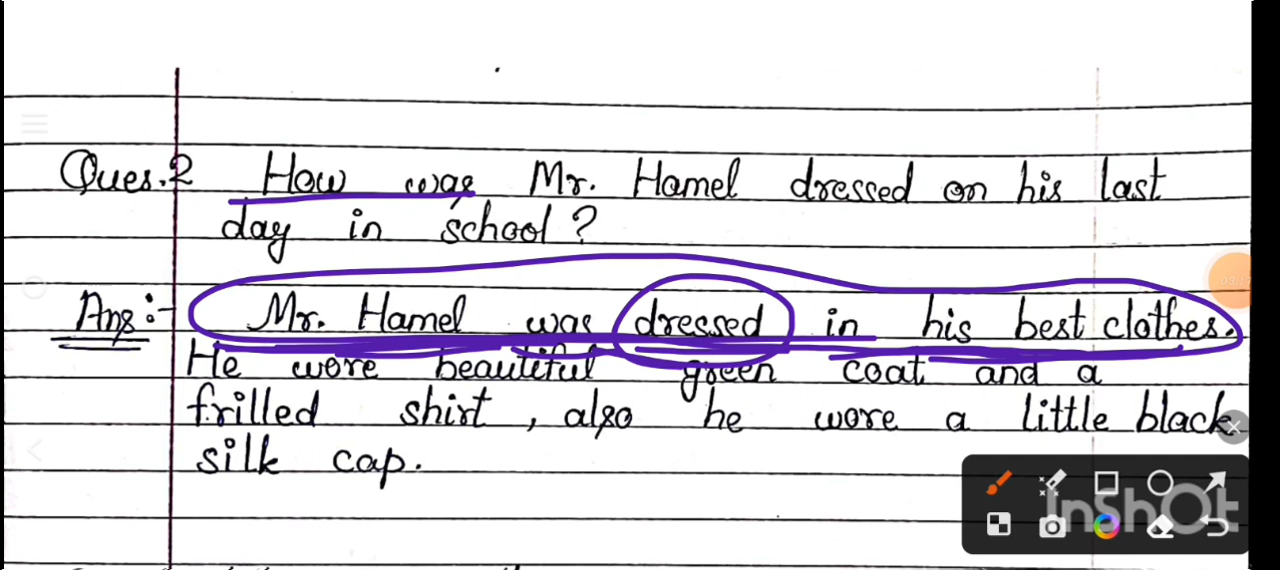 Ques.2 How was Mr. Hamel dressed on his last
day in school?
Ans:- Mr. Hamel was dressed in his best clothes.
He wore beautiful green coat and a
frilled shirt, also he wore a little black
silk cap.
InShOt